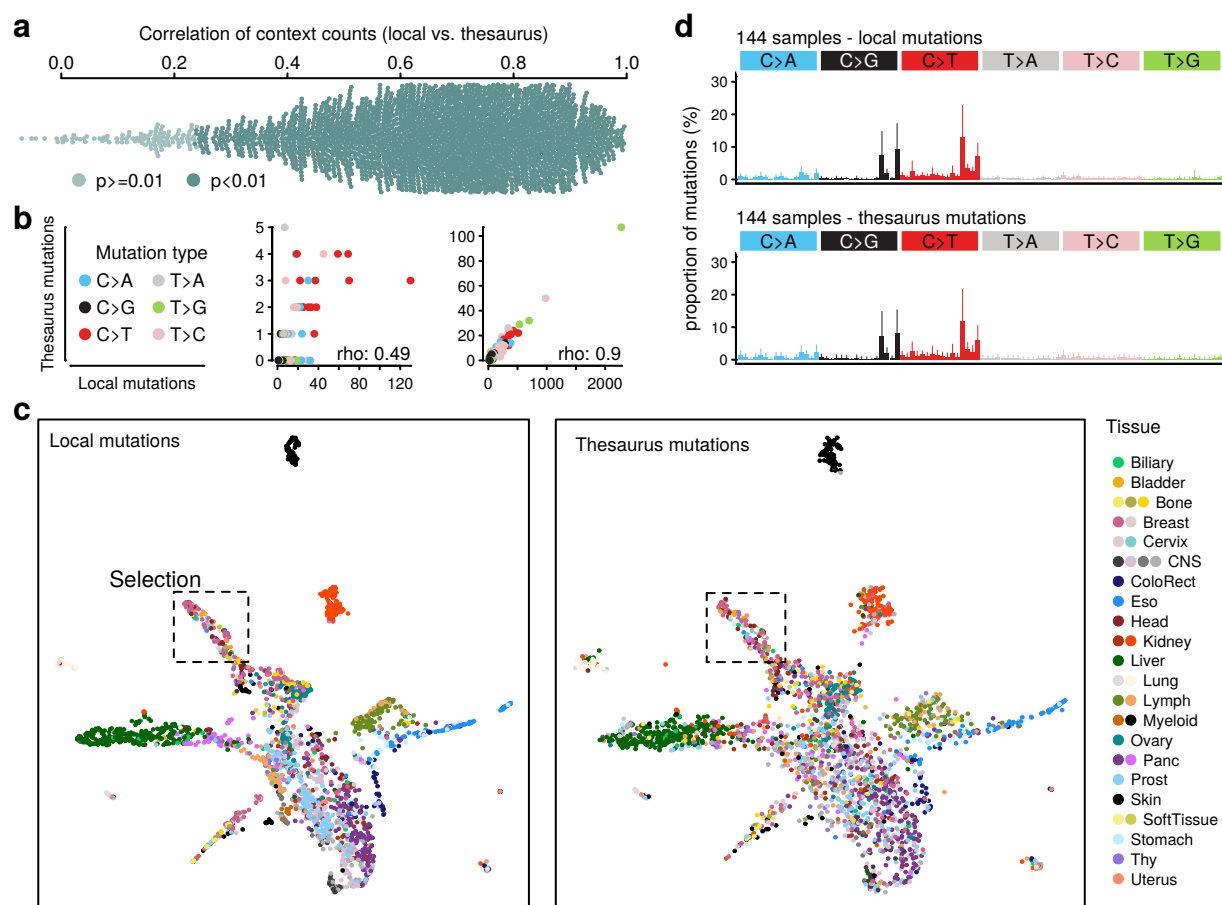 a
Correlation of context counts (local vs. thesaurus)
0.0 0.2 0.4 0.6 0.8 1.0
p>=0.01 p<0.01
b
Thesaurus mutations
Mutation type
C>A T>A
C>G T>G
C>T T>C
Local mutations
5
4
3
2
1
0
rho: 0.49
0 40 80 120
100
80
60
40
20
0
rho: 0.9
0 1000 2000
c
Local mutations
Selection
Thesaurus mutations
Tissue
Biliary
Bladder
Bone
Breast
Cervix
CNS
ColoRect
Eso
Head
Kidney
Liver
Lung
Lymph
Myeloid
Ovary
Panc
Prost
Skin
SoftTissue
Stomach
Thy
Uterus
d
proportion of mutations (%)
144 samples - local mutations
C>A C>G C>T T>A T>C T>G
30
20
10
0
144 samples - thesaurus mutations
C>A C>G C>T T>A T>C T>G
30
20
10
0